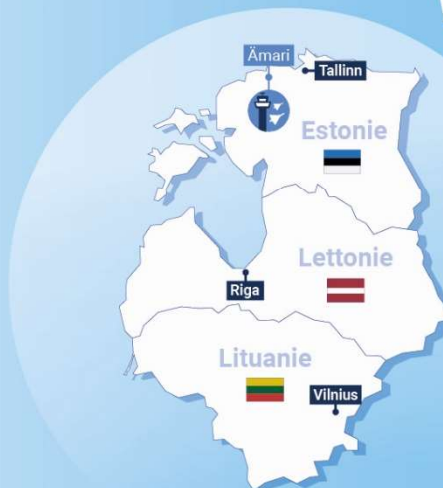 Ämari
Tallinn
Estonie
Lettonie
Riga
Lituanie
Vilnius